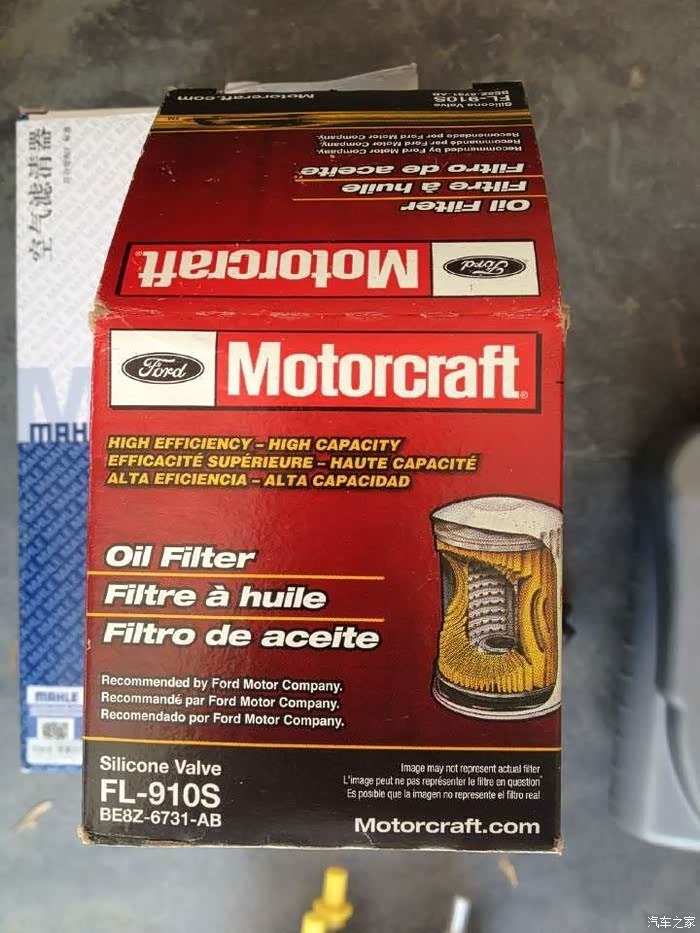 Motorcraft.com
Silicone Valve
FL-910S
BE8Z-6731-AB
Recommended by Ford Motor Company.
Recommandé par Ford Motor Company.
Recomendado por Ford Motor Company.
Oil Filter
Filtre à huile
Filtro de aceite
Ford
Motorcraft®
Ford
Motorcraft®
HIGH EFFICIENCY – HIGH CAPACITY
EFFICACITÉ SUPÉRIEURE – HAUTE CAPACITÉ
ALTA EFICIENCIA – ALTA CAPACIDAD
Oil Filter
Filtre à huile
Filtro de aceite
Recommended by Ford Motor Company.
Recommandé par Ford Motor Company.
Recomendado por Ford Motor Company.
Silicone Valve
FL-910S
BE8Z-6731-AB
Image may not represent actual filter
L'image peut ne pas représenter le filtre en question
Es posible que la imagen no represente el filtro real
Motorcraft.com
空气滤清器
MAH
MAHLE
汽车之家